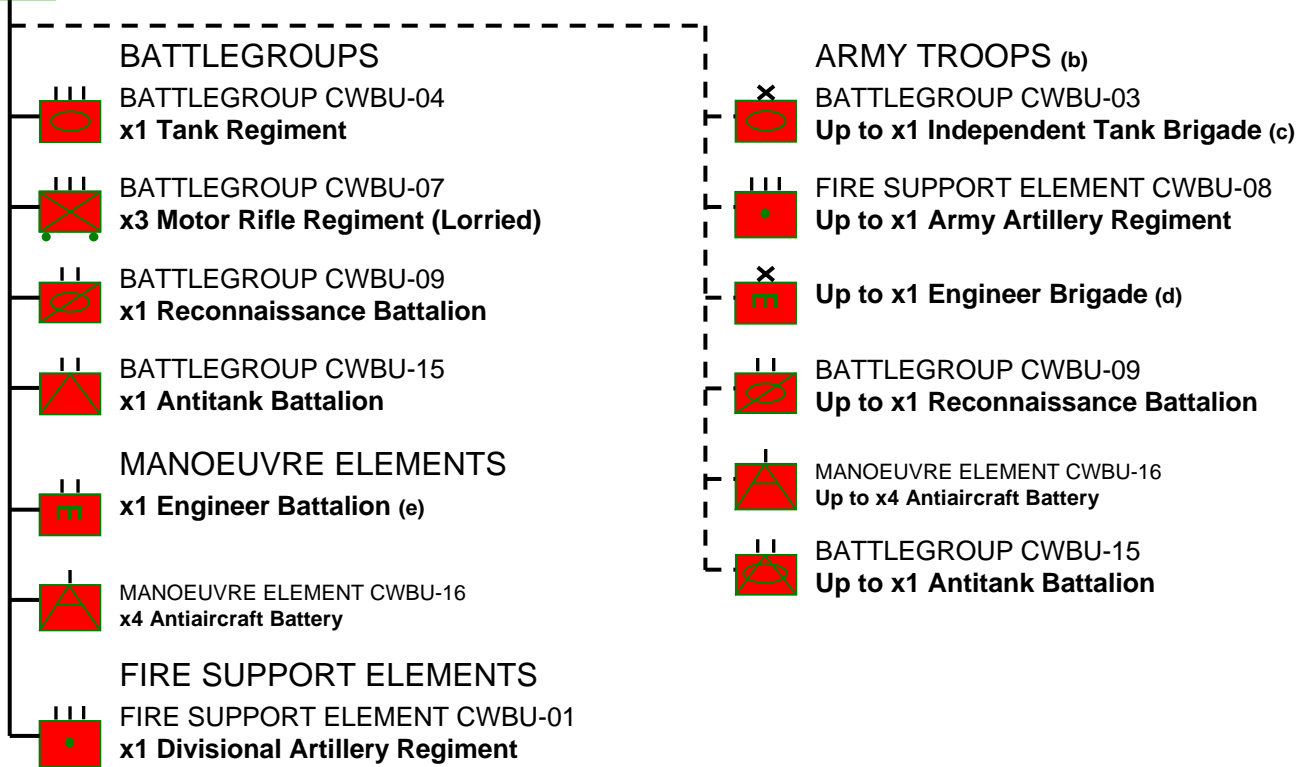 BATTLEGROUPS
BATTLEGROUP CWBU-04
x1 Tank Regiment
BATTLEGROUP CWBU-07
x3 Motor Rifle Regiment (Lorried)
BATTLEGROUP CWBU-09
x1 Reconnaissance Battalion
BATTLEGROUP CWBU-15
x1 Antitank Battalion
MANOEUVRE ELEMENTS
x1 Engineer Battalion (e)
MANOEUVRE ELEMENT CWBU-16
x4 Antiaircraft Battery
FIRE SUPPORT ELEMENTS
FIRE SUPPORT ELEMENT CWBU-01
x1 Divisional Artillery Regiment
ARMY TROOPS (b)
BATTLEGROUP CWBU-03
Up to x1 Independent Tank Brigade (c)
FIRE SUPPORT ELEMENT CWBU-08
Up to x1 Army Artillery Regiment
Up to x1 Engineer Brigade (d)
BATTLEGROUP CWBU-09
Up to x1 Reconnaissance Battalion
MANOEUVRE ELEMENT CWBU-16
Up to x4 Antiaircraft Battery
BATTLEGROUP CWBU-15
Up to x1 Antitank Battalion